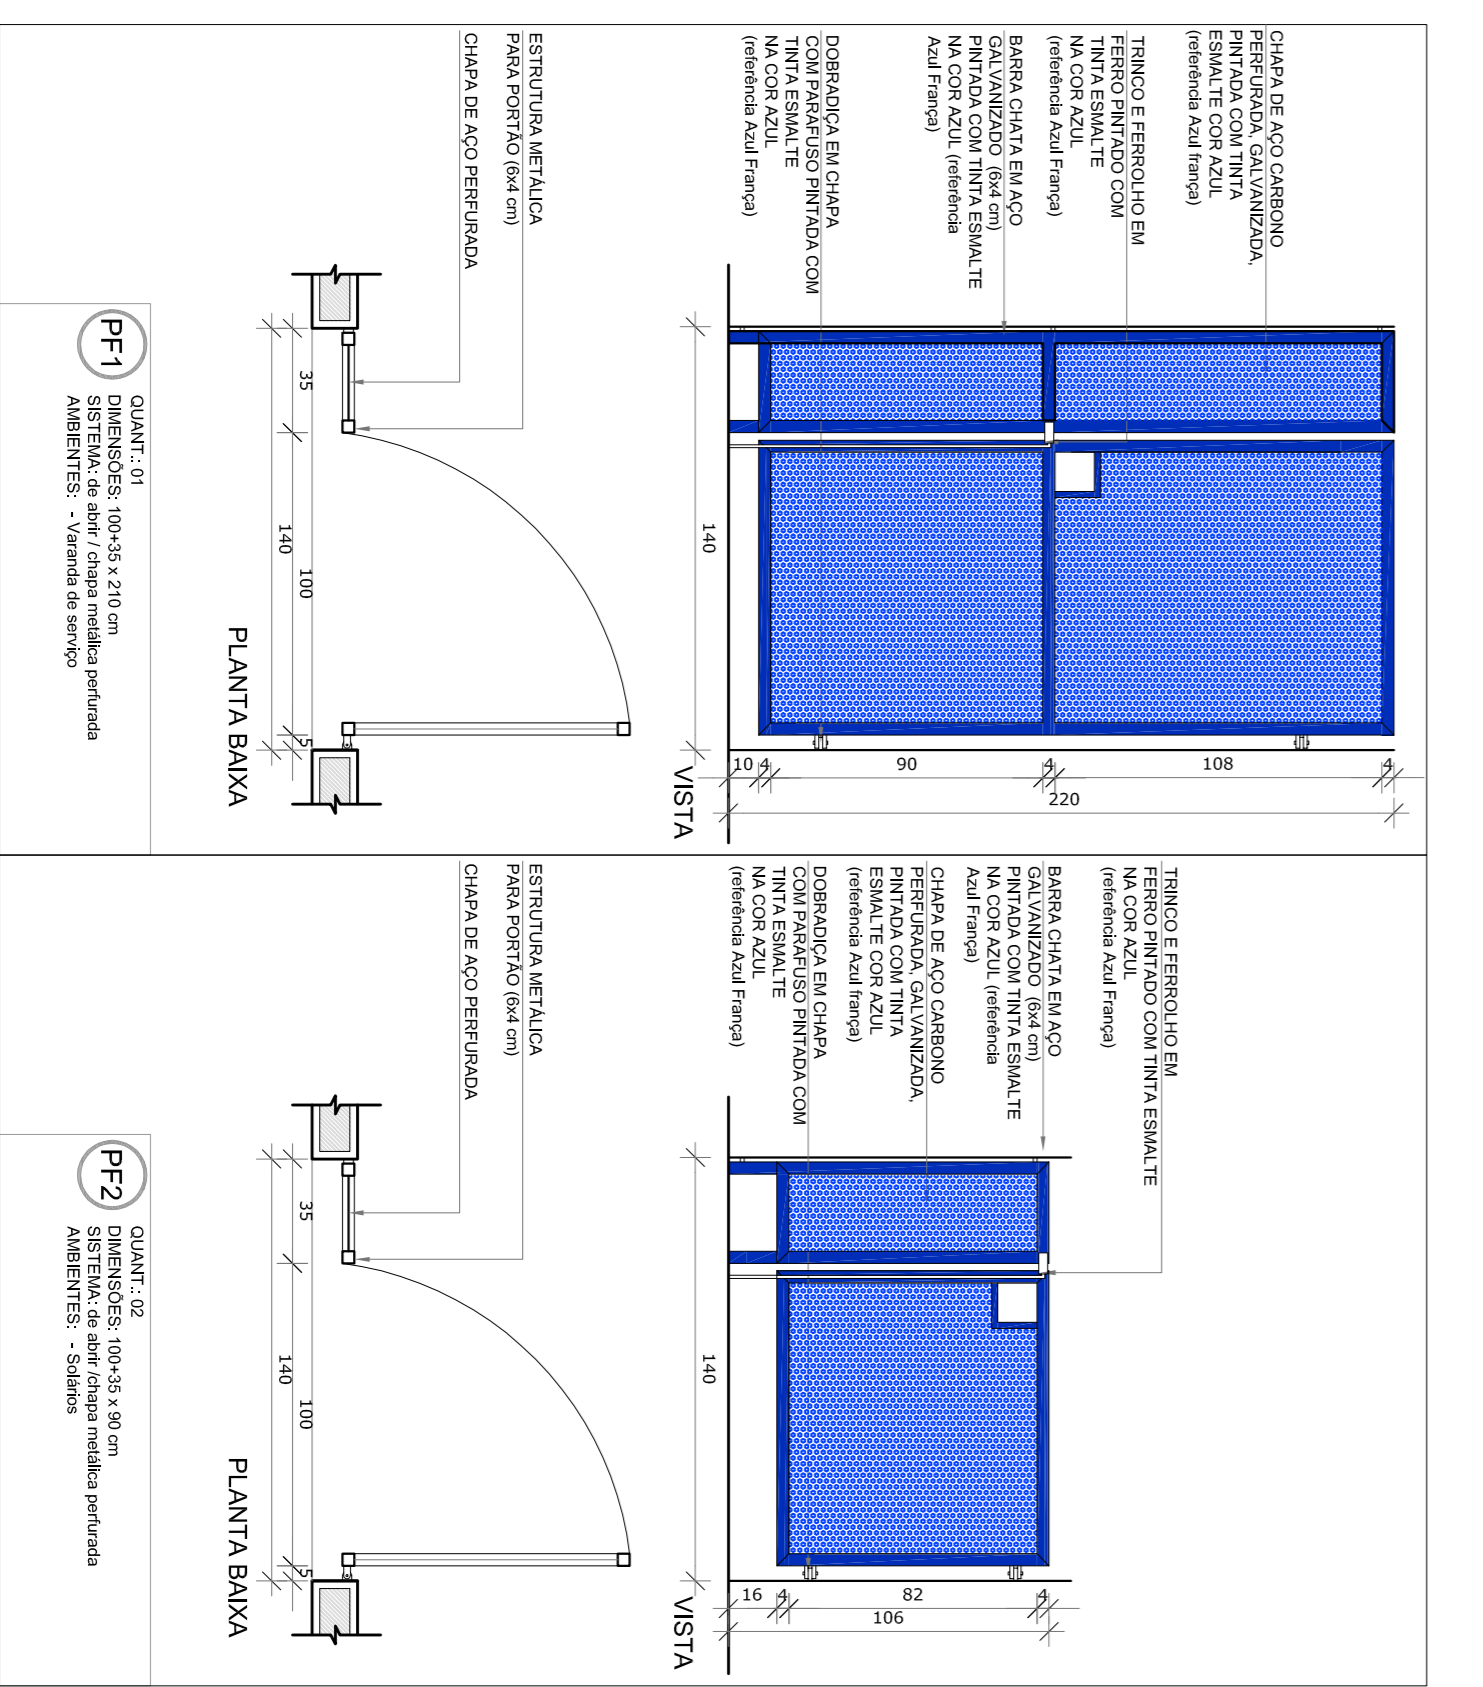 CHAPA DE AÇO CARBONO
PERFURADA, GALVANIZADA,
PINTADA COM TINTA
ESMALTE COR AZUL
(referência Azul frança)
TRINCO E FERROLHO EM
FERRO PINTADO COM
TINTA ESMALTE
NA COR AZUL
(referência Azul França)
BARRA CHATA EM AÇO
GALVANIZADO (6x4 cm)
PINTADA COM TINTA ESMALTE
NA COR AZUL (referência
Azul França)
DOBRADIÇA EM CHAPA
COM PARAFUSO PINTADA COM
TINTA ESMALTE
NA COR AZUL
(referência Azul França)
10
4
90
4
108
4
220
140
VISTA
ESTRUTURA METÁLICA
PARA PORTÃO (6x4 cm)
CHAPA DE AÇO PERFURADA
35
100
5
140
PLANTA BAIXA
PF1
QUANT.: 01
DIMENSÕES: 100+35 x 210 cm
SISTEMA: de abrir / chapa metálica perfurada
AMBIENTES: - Varanda de serviço
TRINCO E FERROLHO EM
FERRO PINTADO COM TINTA ESMALTE
NA COR AZUL
(referência Azul França)
BARRA CHATA EM AÇO
GALVANIZADO (6x4 cm)
PINTADA COM TINTA ESMALTE
NA COR AZUL (referência
Azul França)
CHAPA DE AÇO CARBONO
PERFURADA, GALVANIZADA,
PINTADA COM TINTA
ESMALTE COR AZUL
(referência Azul frança)
DOBRADIÇA EM CHAPA
COM PARAFUSO PINTADA COM
TINTA ESMALTE
NA COR AZUL
(referência Azul França)
16
4
82
4
106
140
VISTA
ESTRUTURA METÁLICA
PARA PORTÃO (6x4 cm)
CHAPA DE AÇO PERFURADA
35
100
5
140
PLANTA BAIXA
PF2
QUANT.: 02
DIMENSÕES: 100+35 x 90 cm
SISTEMA: de abrir /chapa metálica perfurada
AMBIENTES: - Solários